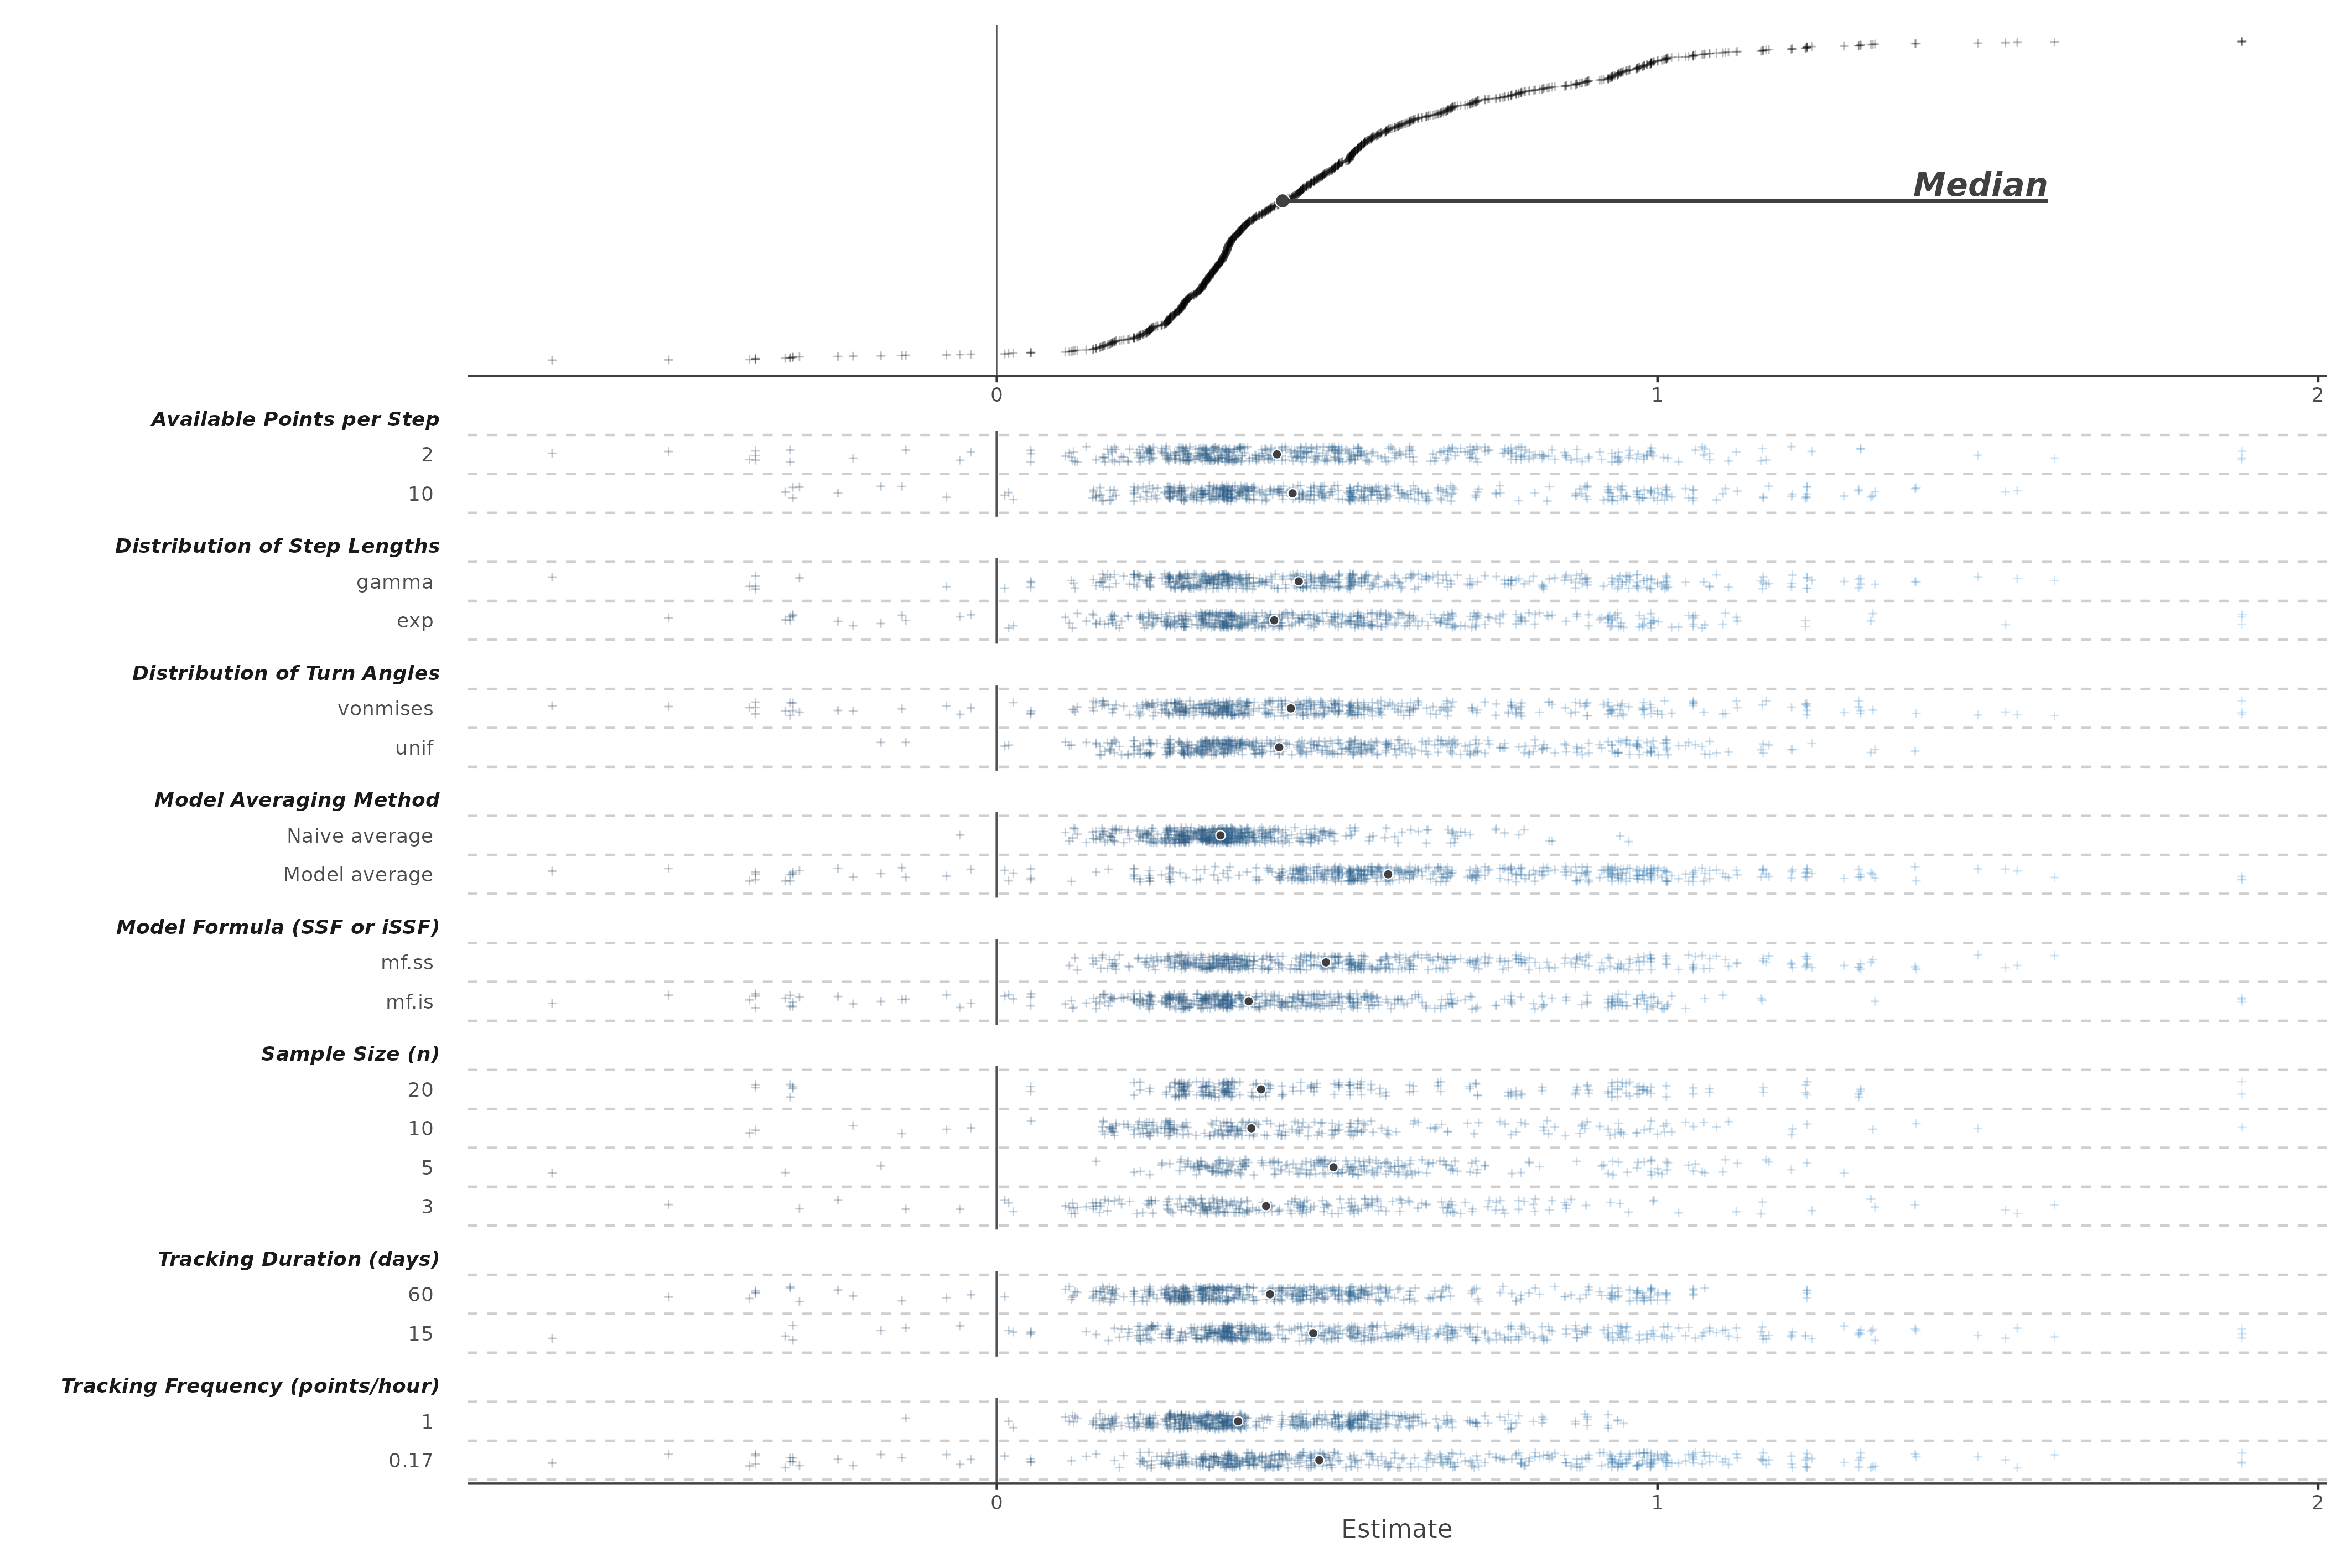 Median
0 1 2
Available Points per Step
2
10
Distribution of Step Lengths
gamma
exp
Distribution of Turn Angles
vonmises
unif
Model Averaging Method
Naive average
Model average
Model Formula (SSF or iSSF)
mf.ss
mf.is
Sample Size (n)
20
10
5
3
Tracking Duration (days)
60
15
Tracking Frequency (points/hour)
1
0.17
0 1 2
Estimate